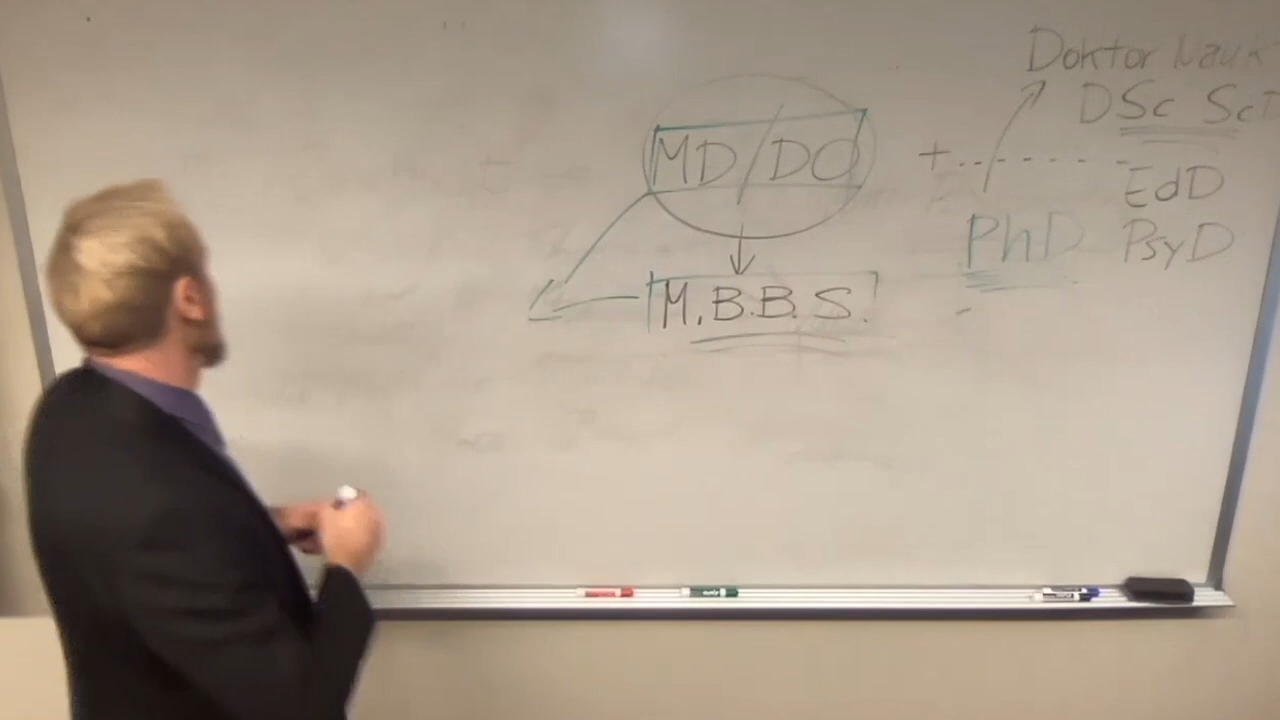 Doktor Nauk
DSc ScD
MD/DO + EdD
PhD PsyD
M.B.B.S.